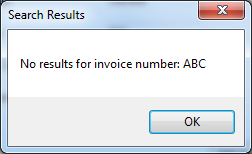 Search Results
No results for invoice number: ABC
OK